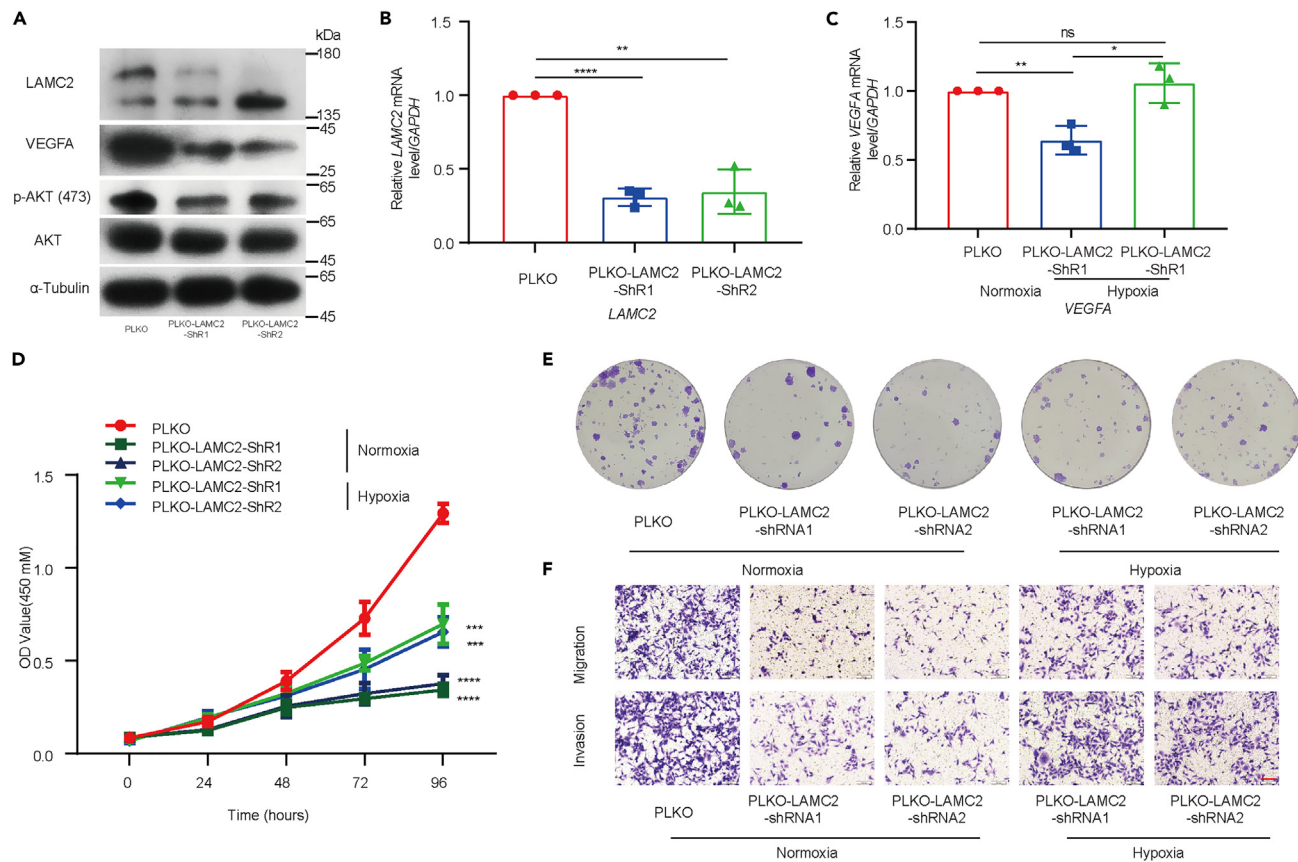 A
kDa
180
LAMC2
135
45
VEGFA
25
65
p-AKT (473)
65
AKT
45
65
α-Tubulin
45
PLKO
PLKO-LAMC2
-ShR1
PLKO-LAMC2
-ShR2
B
Relative LAMC2 mRNA
level/GAPDH
1.5
1.0
0.5
0.0
**
****
PLKO
PLKO-LAMC2
-ShR1
PLKO-LAMC2
-ShR2
LAMC2
C
Relative VEGFA mRNA
level/GAPDH
1.5
1.0
0.5
0.0
ns
**
*
PLKO
PLKO-LAMC2
-ShR1
PLKO-LAMC2
-ShR1
Normoxia
Hypoxia
VEGFA
D
PLKO
PLKO-LAMC2-ShR1
PLKO-LAMC2-ShR2
PLKO-LAMC2-ShR1
PLKO-LAMC2-ShR2
Normoxia
Hypoxia
OD Value(450 mM)
1.5
1.0
0.5
0.0
***
***
****
****
0
24
48
72
96
Time (hours)
E
PLKO
PLKO-LAMC2
-shRNA1
PLKO-LAMC2
-shRNA2
PLKO-LAMC2
-shRNA1
PLKO-LAMC2
-shRNA2
Normoxia
Hypoxia
F
Migration
Invasion
PLKO
PLKO-LAMC2
-shRNA1
PLKO-LAMC2
-shRNA2
PLKO-LAMC2
-shRNA1
PLKO-LAMC2
-shRNA2
Normoxia
Hypoxia